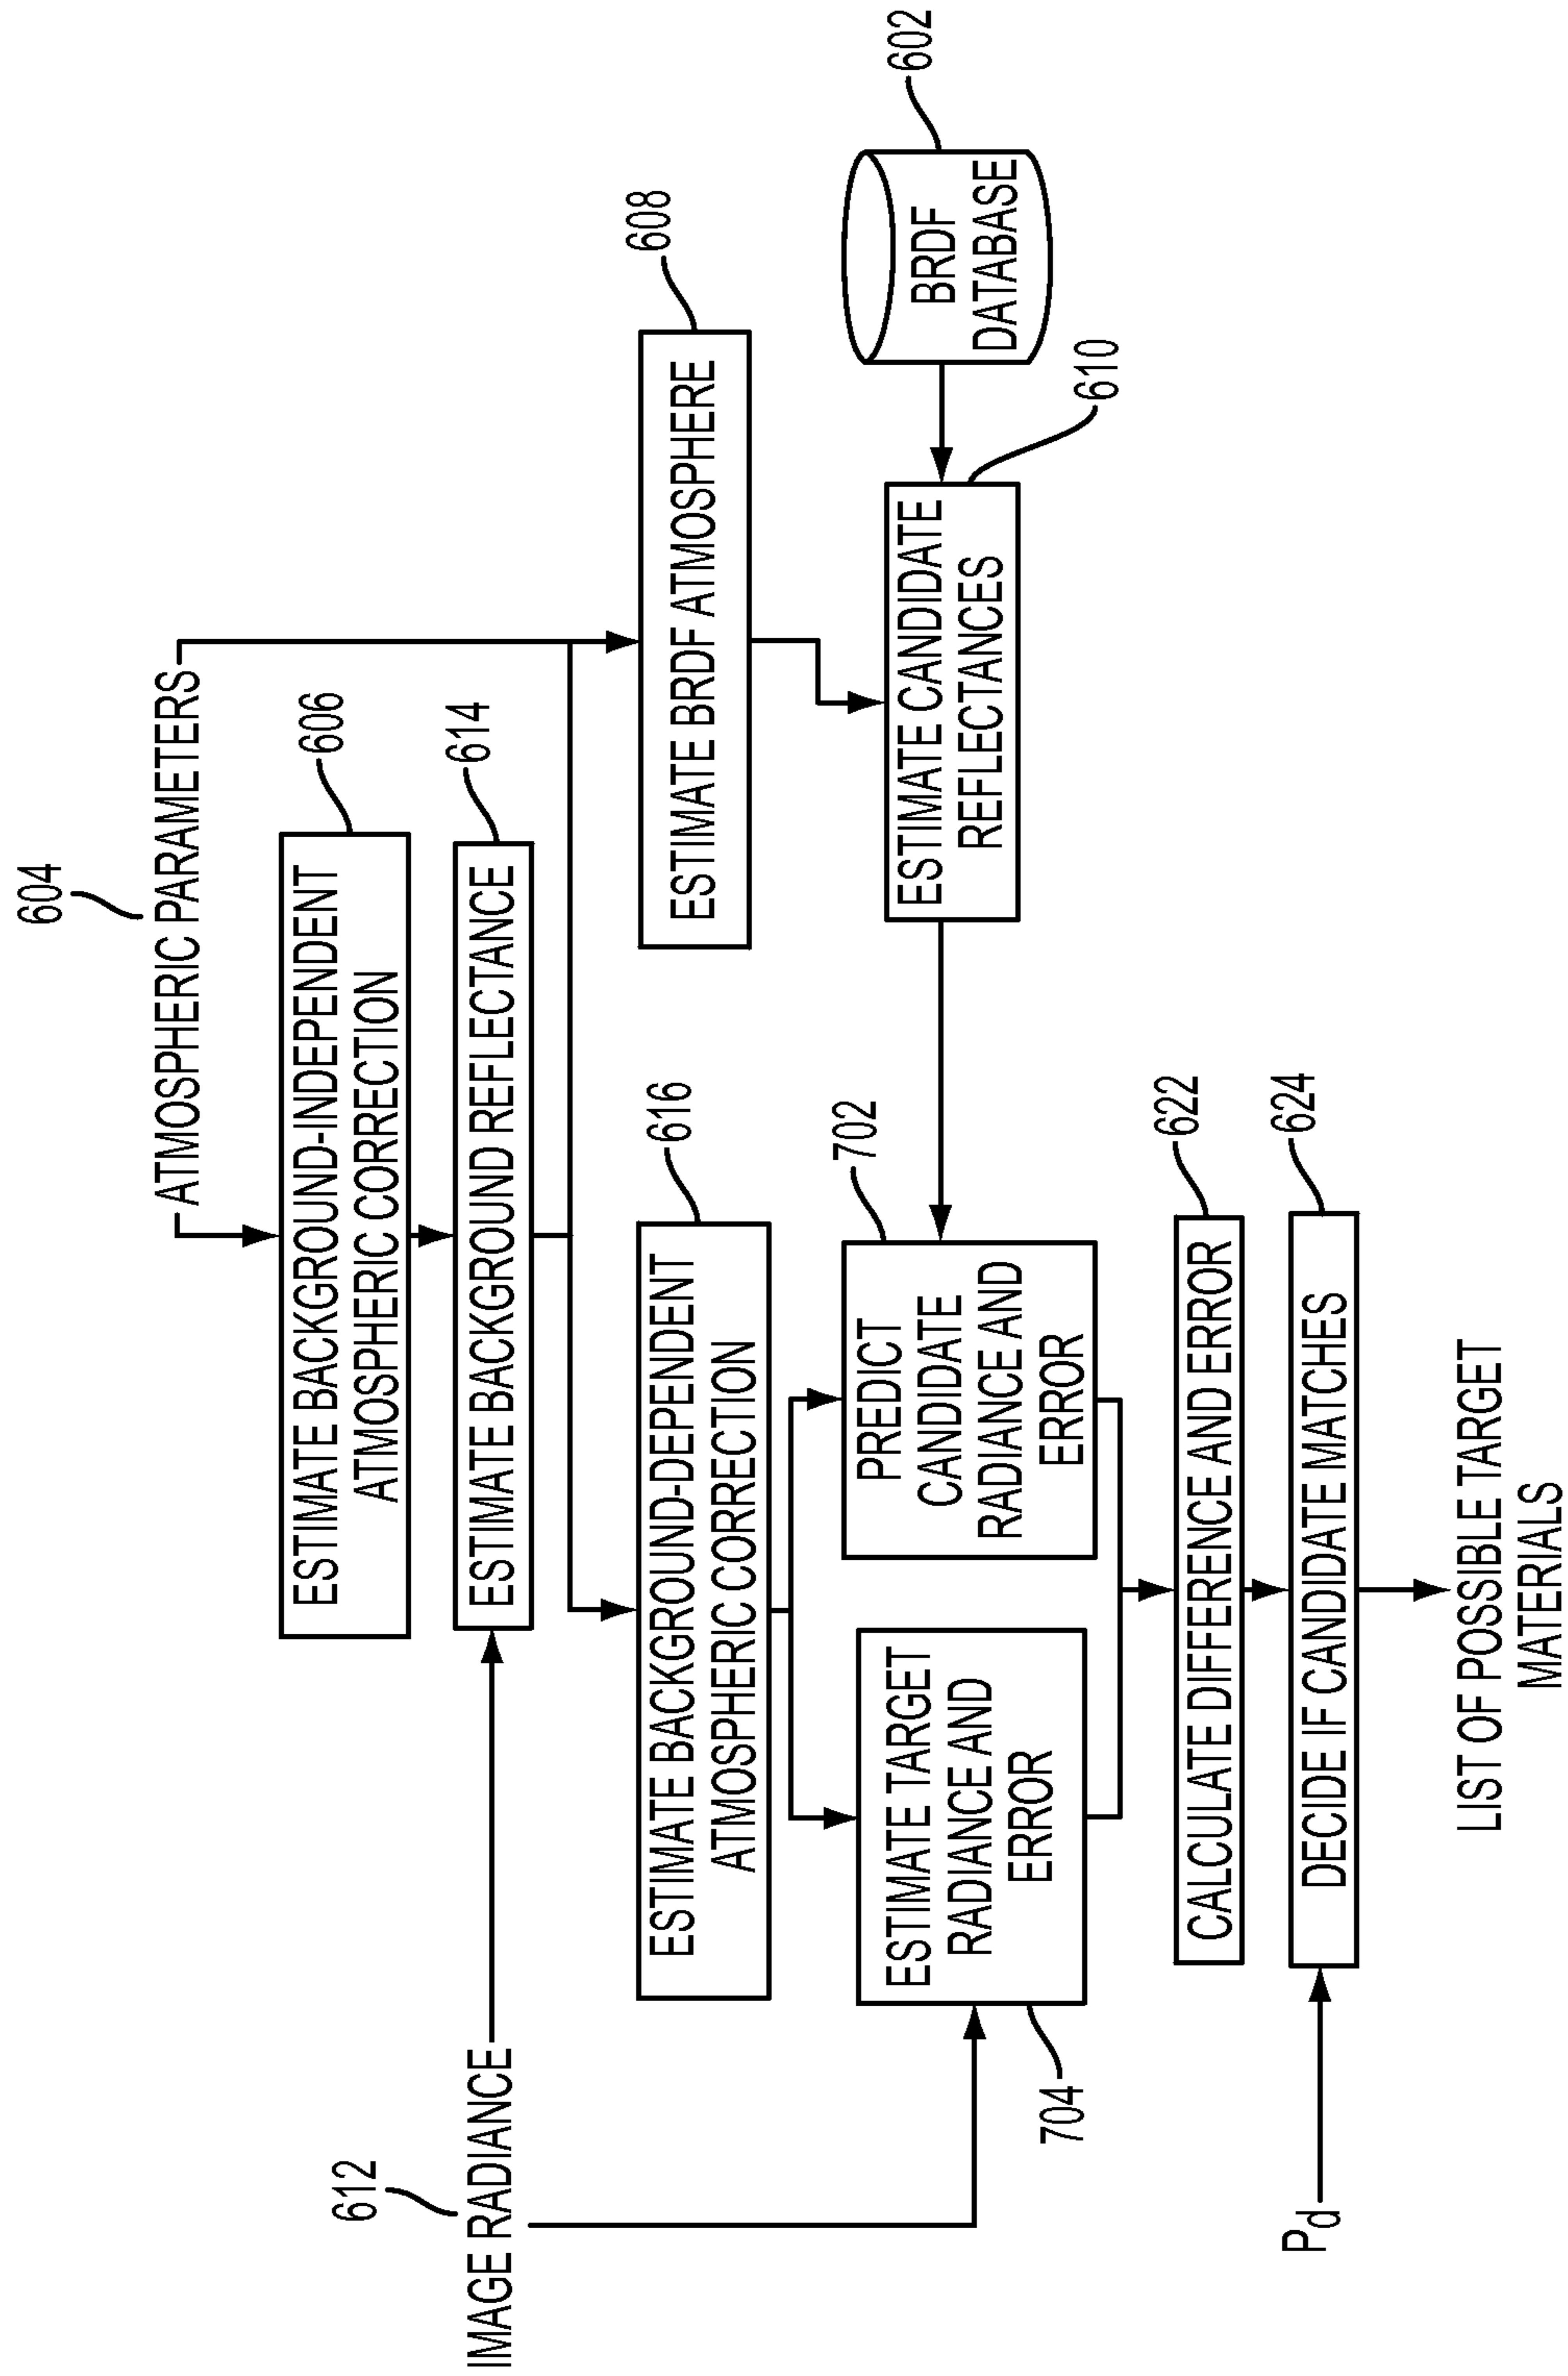 604
ATMOSPHERIC PARAMETERS
606
ESTIMATE BACKGROUND-INDEPENDENT
ATMOSPHERIC CORRECTION
612
IMAGE RADIANCE
614
ESTIMATE BACKGROUND REFLECTANCE
616
ESTIMATE BACKGROUND-DEPENDENT
ATMOSPHERIC CORRECTION
608
ESTIMATE BRDF ATMOSPHERE
704
ESTIMATE TARGET
RADIANCE AND
ERROR
702
PREDICT
CANDIDATE
RADIANCE AND
ERROR
610
ESTIMATE CANDIDATE
REFLECTANCES
602
BRDF
DATABASE
622
CALCULATE DIFFERENCE AND ERROR
624
Pd
DECIDE IF CANDIDATE MATCHES
LIST OF POSSIBLE TARGET
MATERIALS